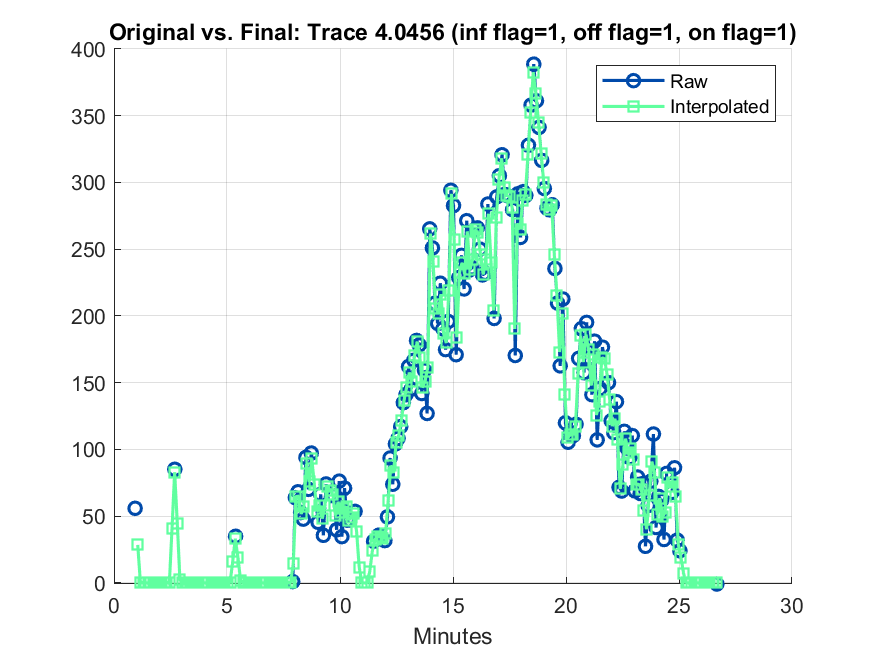 Original vs. Final: Trace 4.0456 (inf flag=1, off flag=1, on flag=1)
400
350
300
250
200
150
100
50
0
Raw
Interpolated
0 5 10 15 20 25 30
Minutes